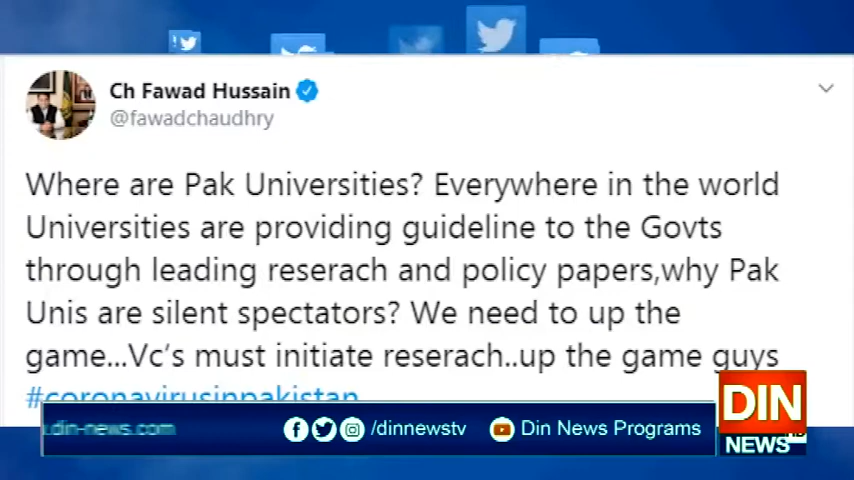 Ch Fawad Hussain
@fawadchaudhry
Where are Pak Universities? Everywhere in the world
Universities are providing guideline to the Govts
through leading reserach and policy papers,why Pak
Unis are silent spectators? We need to up the
game...Vc's must initiate reserach..up the game guys
#coronavirusinpakistan
.din-news.com
/dinnewstv
Din News Programs
DIN
NEWS
HD